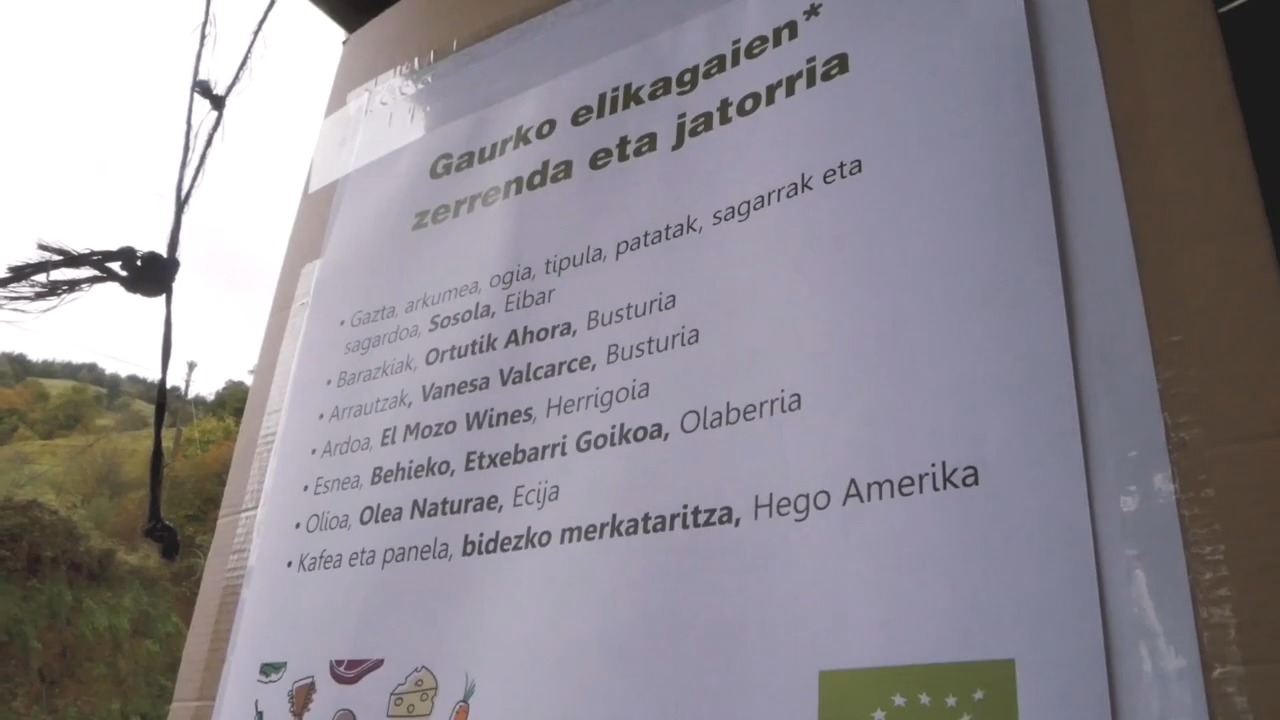 Gaurko elikagaien*
zerrenda eta jatorria
• Gazta, arkumea, ogia, tipula, patatak, sagarrak eta
sagardoa, Sosola, Eibar
• Barazkiak, Ortutik Ahora, Busturia
• Arrautzak, Vanesa Valcarce, Busturia
• Ardoa, El Mozo Wines, Herrigoia
• Esnea, Behieko, Etxebarri Goikoa, Olaberria
• Olioa, Olea Naturae, Ecija
• Kafea eta panela, bidezko merkataritza, Hego Amerika